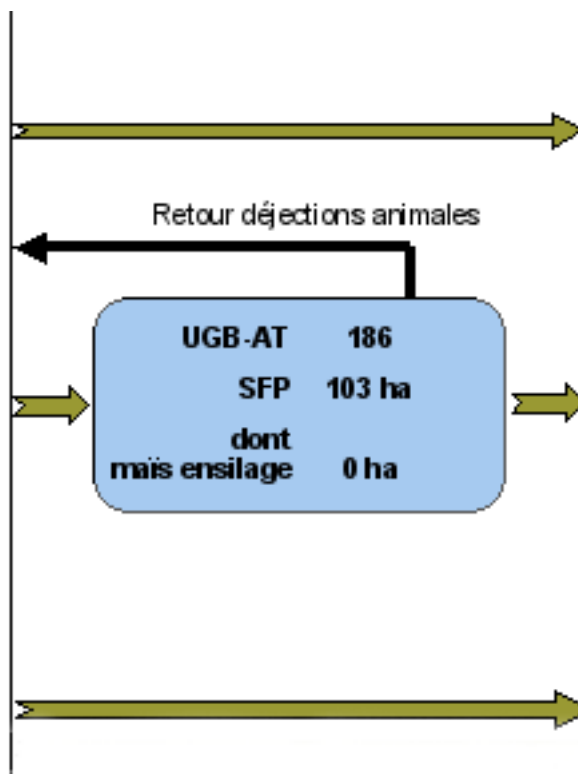 Retour déjections animales
UGB-AT 186
SFP 103 ha
dont
maïs ensilage 0 ha